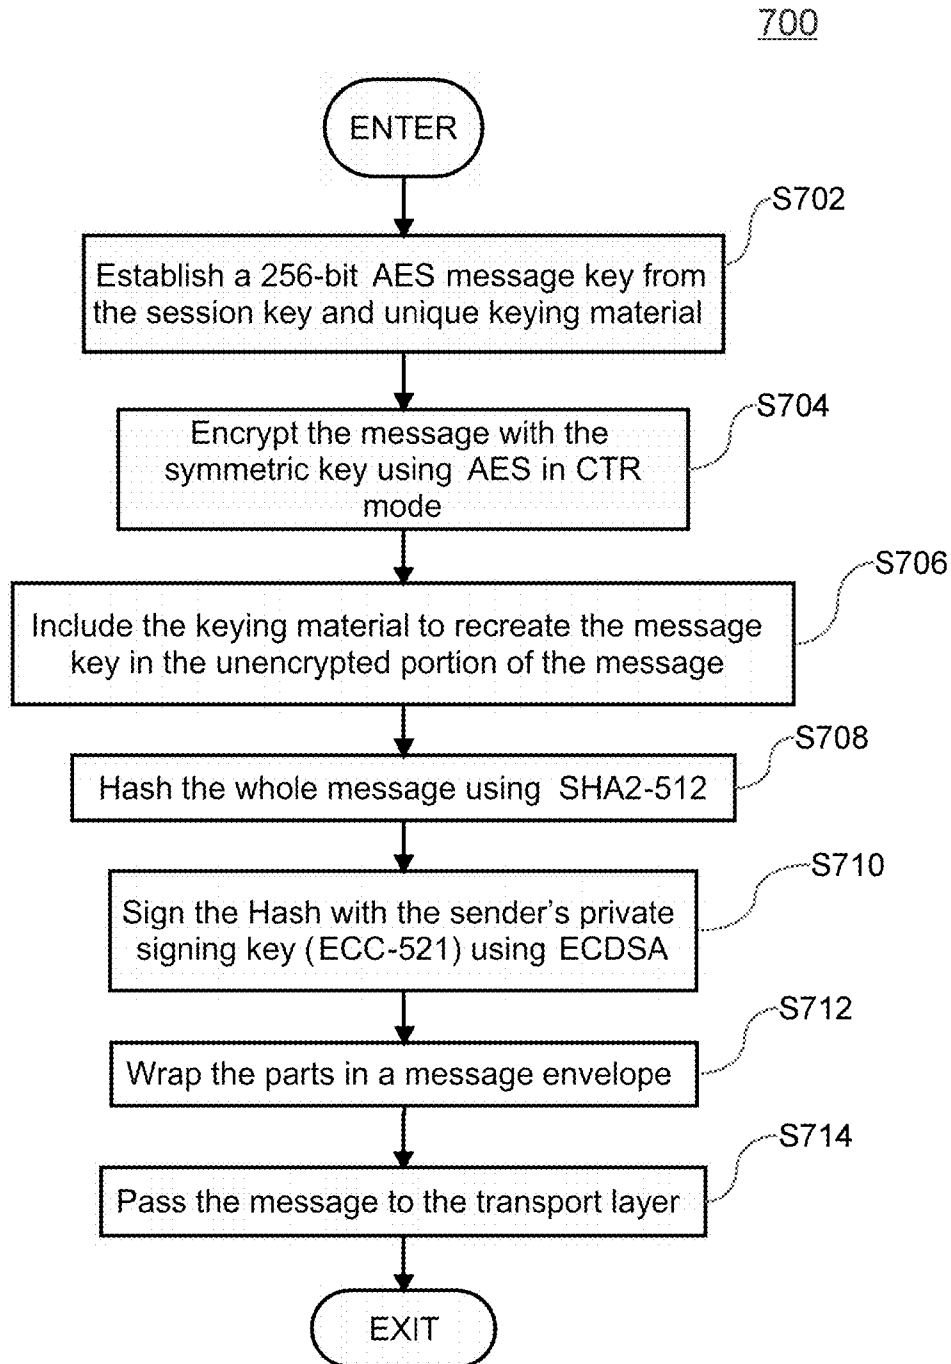 700
ENTER
S702
Establish a 256-bit AES message key from
the session key and unique keying material
S704
Encrypt the message with the
symmetric key using AES in CTR
mode
S706
Include the keying material to recreate the message
key in the unencrypted portion of the message
S708
Hash the whole message using SHA2-512
S710
Sign the Hash with the sender's private
signing key (ECC-521) using ECDSA
S712
Wrap the parts in a message envelope
S714
Pass the message to the transport layer
EXIT